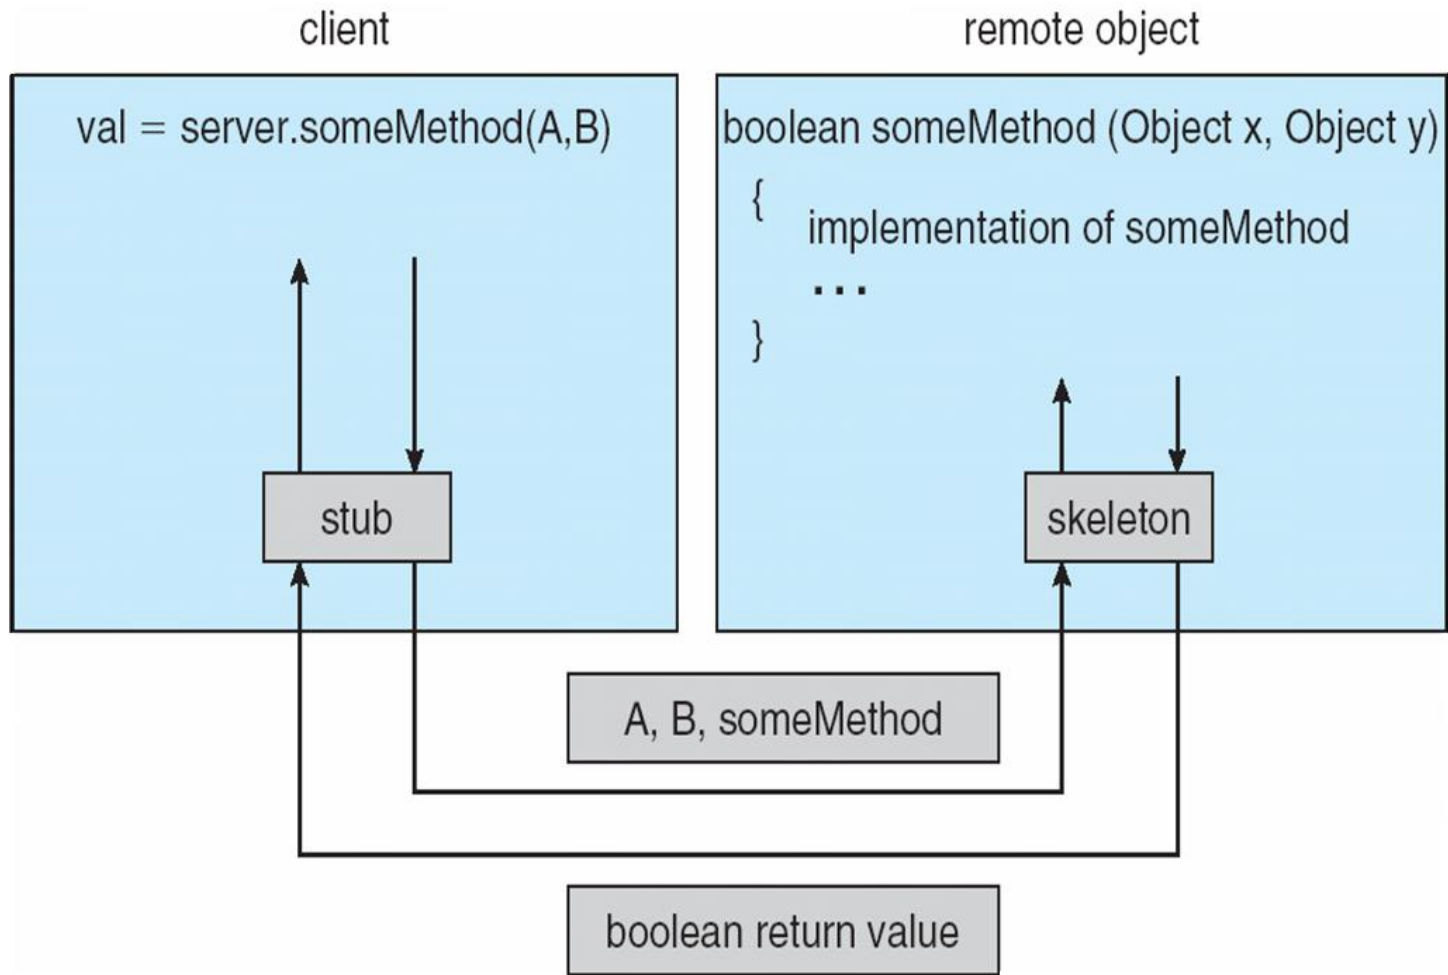 client
val = server.someMethod(A,B)
stub
remote object
boolean someMethod (Object x, Object y)
{
implementation of someMethod
...
}
skeleton
A, B, someMethod
boolean return value